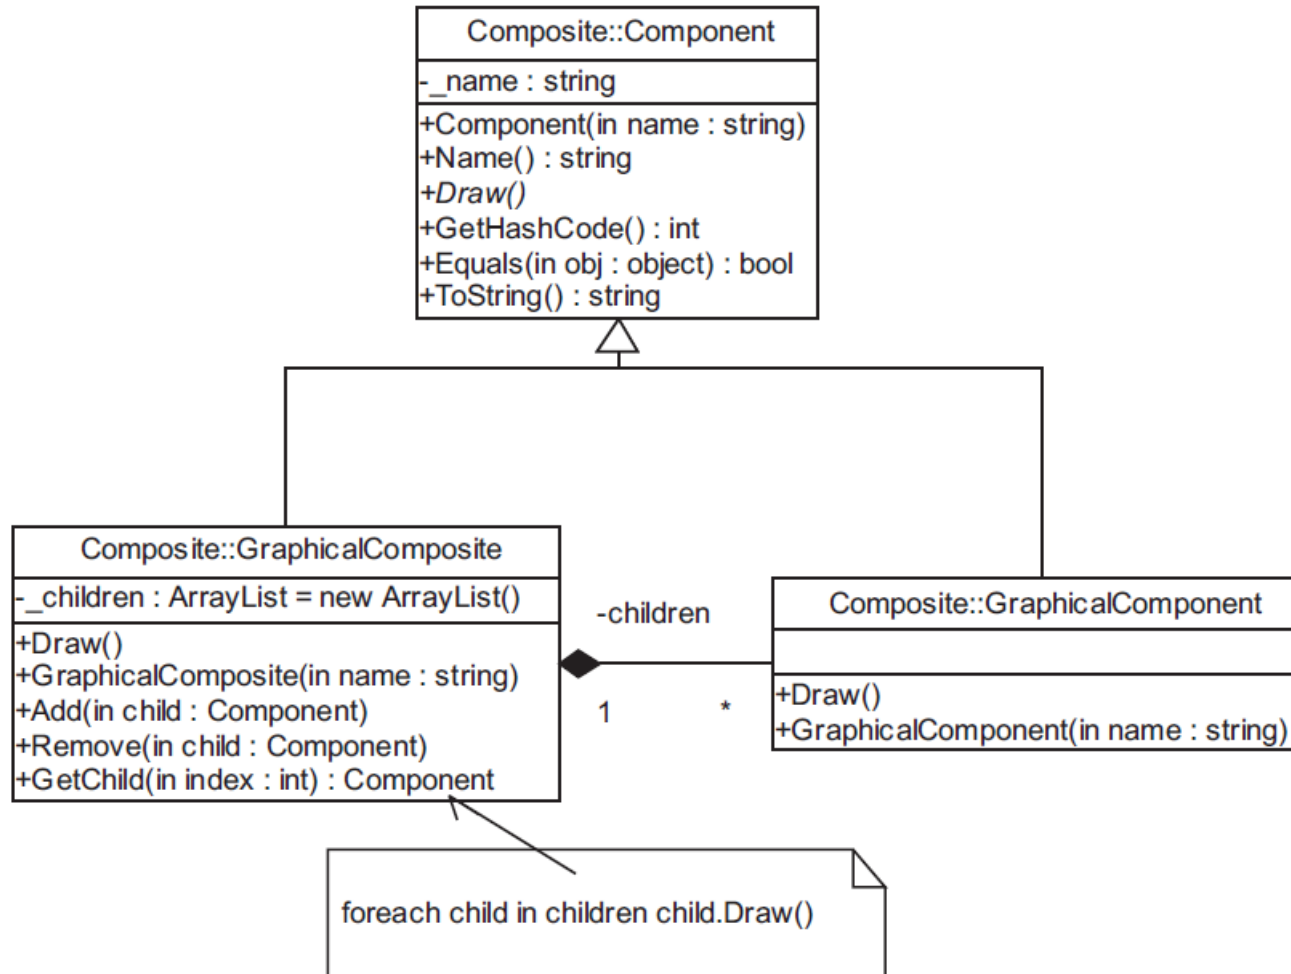 Composite::Component
-_name : string
+Component(in name : string)
+Name() : string
+Draw()
+GetHashCode() : int
+Equals(in obj : object) : bool
+ToString() : string
Composite::GraphicalComposite
-_children : ArrayList = new ArrayList()
+Draw()
+GraphicalComposite(in name : string)
+Add(in child : Component)
+Remove(in child : Component)
+GetChild(in index : int) : Component
-children
1
*
Composite::GraphicalComponent
+Draw()
+GraphicalComponent(in name : string)
foreach child in children child.Draw()